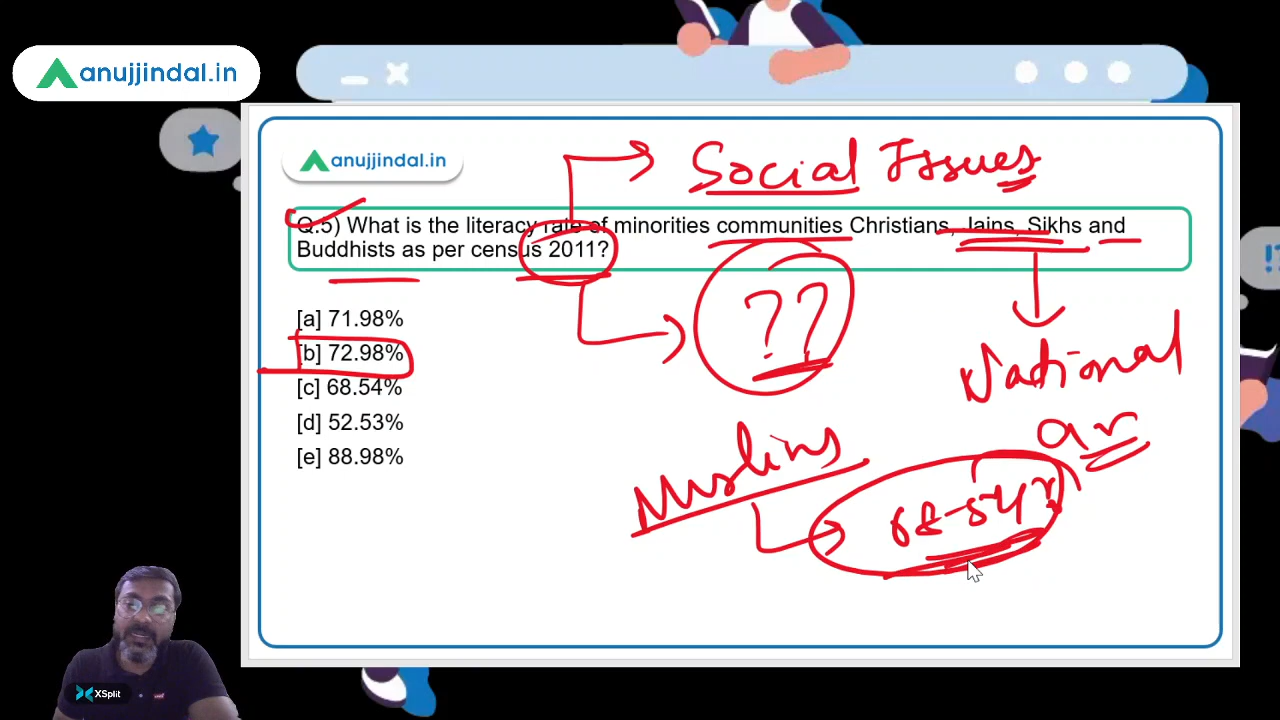 anujjindal.in
anujjindal.in
Social Issues
Q.5) What is the literacy rate of minorities communities Christians, Jains, Sikhs and
Buddhists as per census 2011?
[a] 71.98%
[b] 72.98%
[c] 68.54%
[d] 52.53%
[e] 88.98%
??
National
av
Muslims
68.54%
XSplit